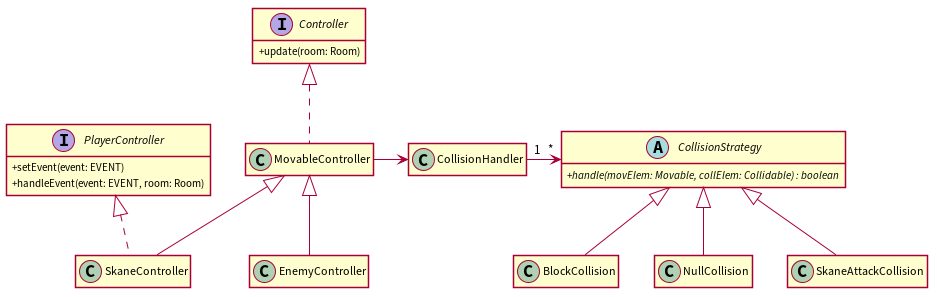 I Controller
+update(room: Room)
I PlayerController
+setEvent(event: EVENT)
+handleEvent(event: EVENT, room: Room)
C MovableController
C CollisionHandler
1 *
A CollisionStrategy
+handle(movElem: Movable, collElem: Collidable) : boolean
C SkaneController
C EnemyController
C BlockCollision
C NullCollision
C SkaneAttackCollision